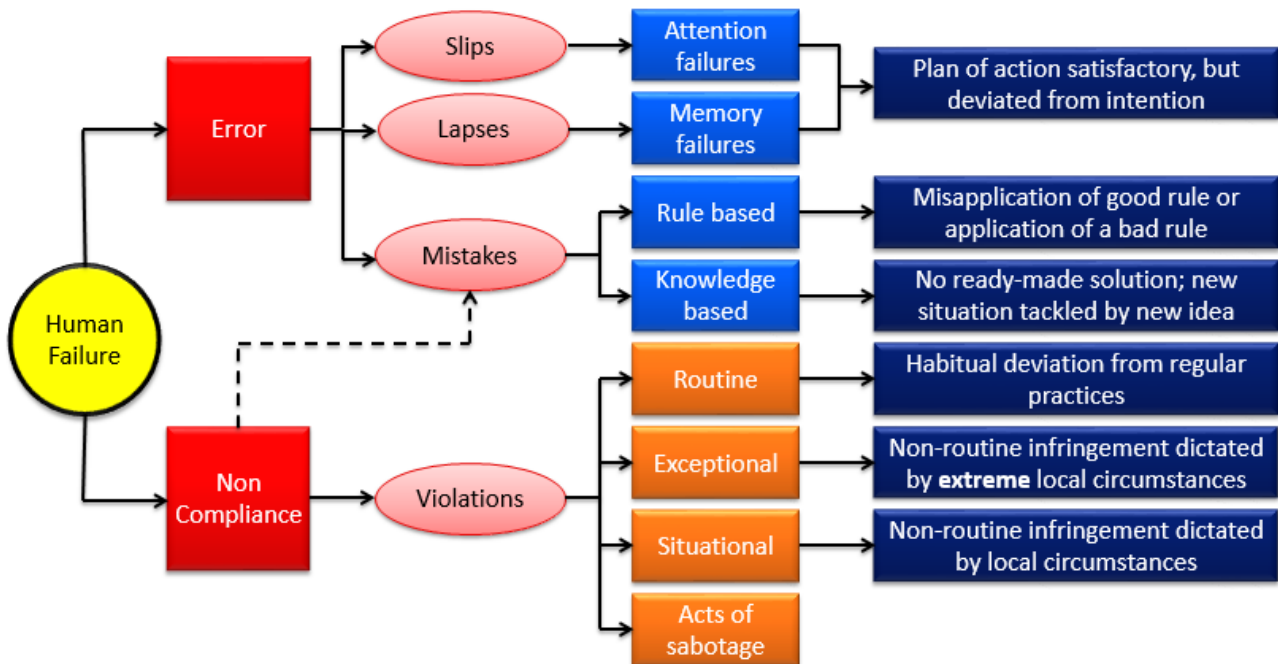 Slips
Attention
failures
Plan of action satisfactory, but
deviated from intention
Error
Lapses
Memory
failures
Mistakes
Rule based
Misapplication of good rule or
application of a bad rule
Knowledge
based
No ready-made solution; new
situation tackled by new idea
Human
Failure
Routine
Habitual deviation from regular
practices
Non
Compliance
Violations
Exceptional
Non-routine infringement dictated
by extreme local circumstances
Situational
Non-routine infringement dictated
by local circumstances
Acts of
sabotage